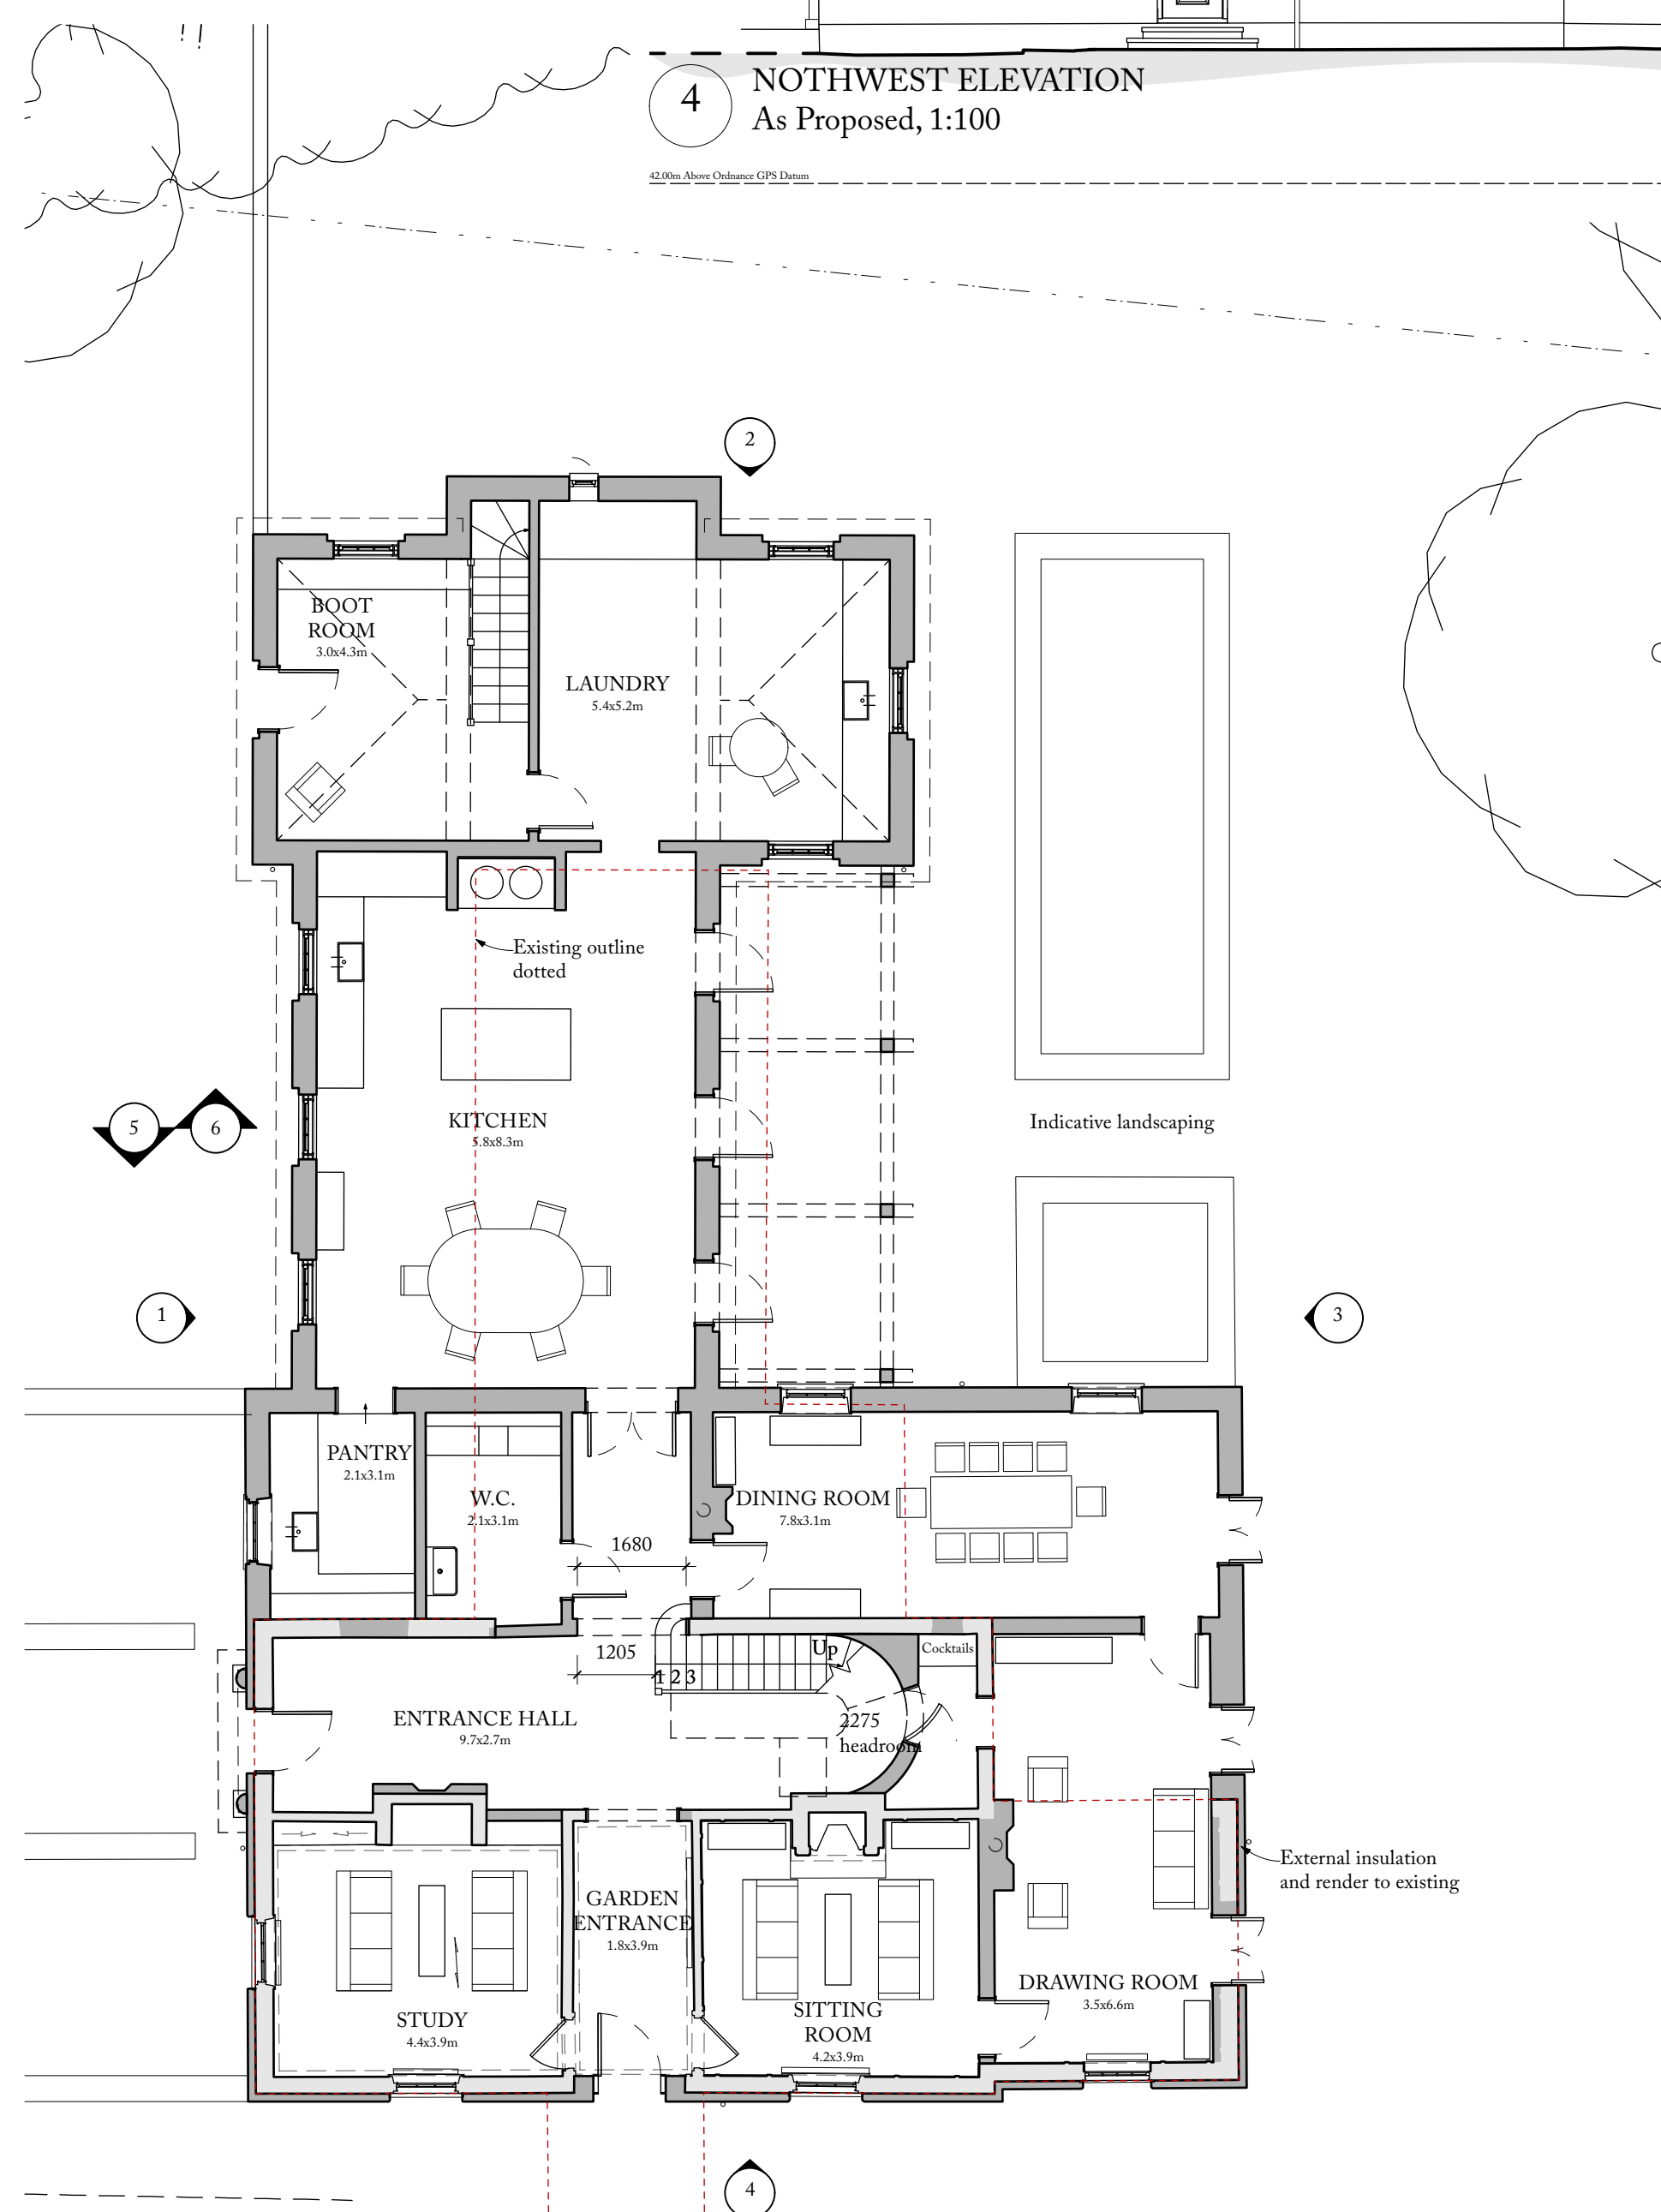 4
NOTHWEST ELEVATION
As Proposed, 1:100
42.00m Above Ordnance GPS Datum
2
BOOT
ROOM
3.0x4.3m
LAUNDRY
5.4x5.2m
Existing outline
dotted
KITCHEN
5.8x8.3m
Indicative landscaping
5
6
1
3
PANTRY
2.1x3.1m
W.C.
2.1x3.1m
DINING ROOM
7.8x3.1m
1680
1205
1 2 3
Up
Cocktails
ENTRANCE HALL
9.7x2.7m
2275
headroom
External insulation
and render to existing
GARDEN
ENTRANCE
1.8x3.9m
DRAWING ROOM
3.5x6.6m
STUDY
4.4x3.9m
SITTING
ROOM
4.2x3.9m
4